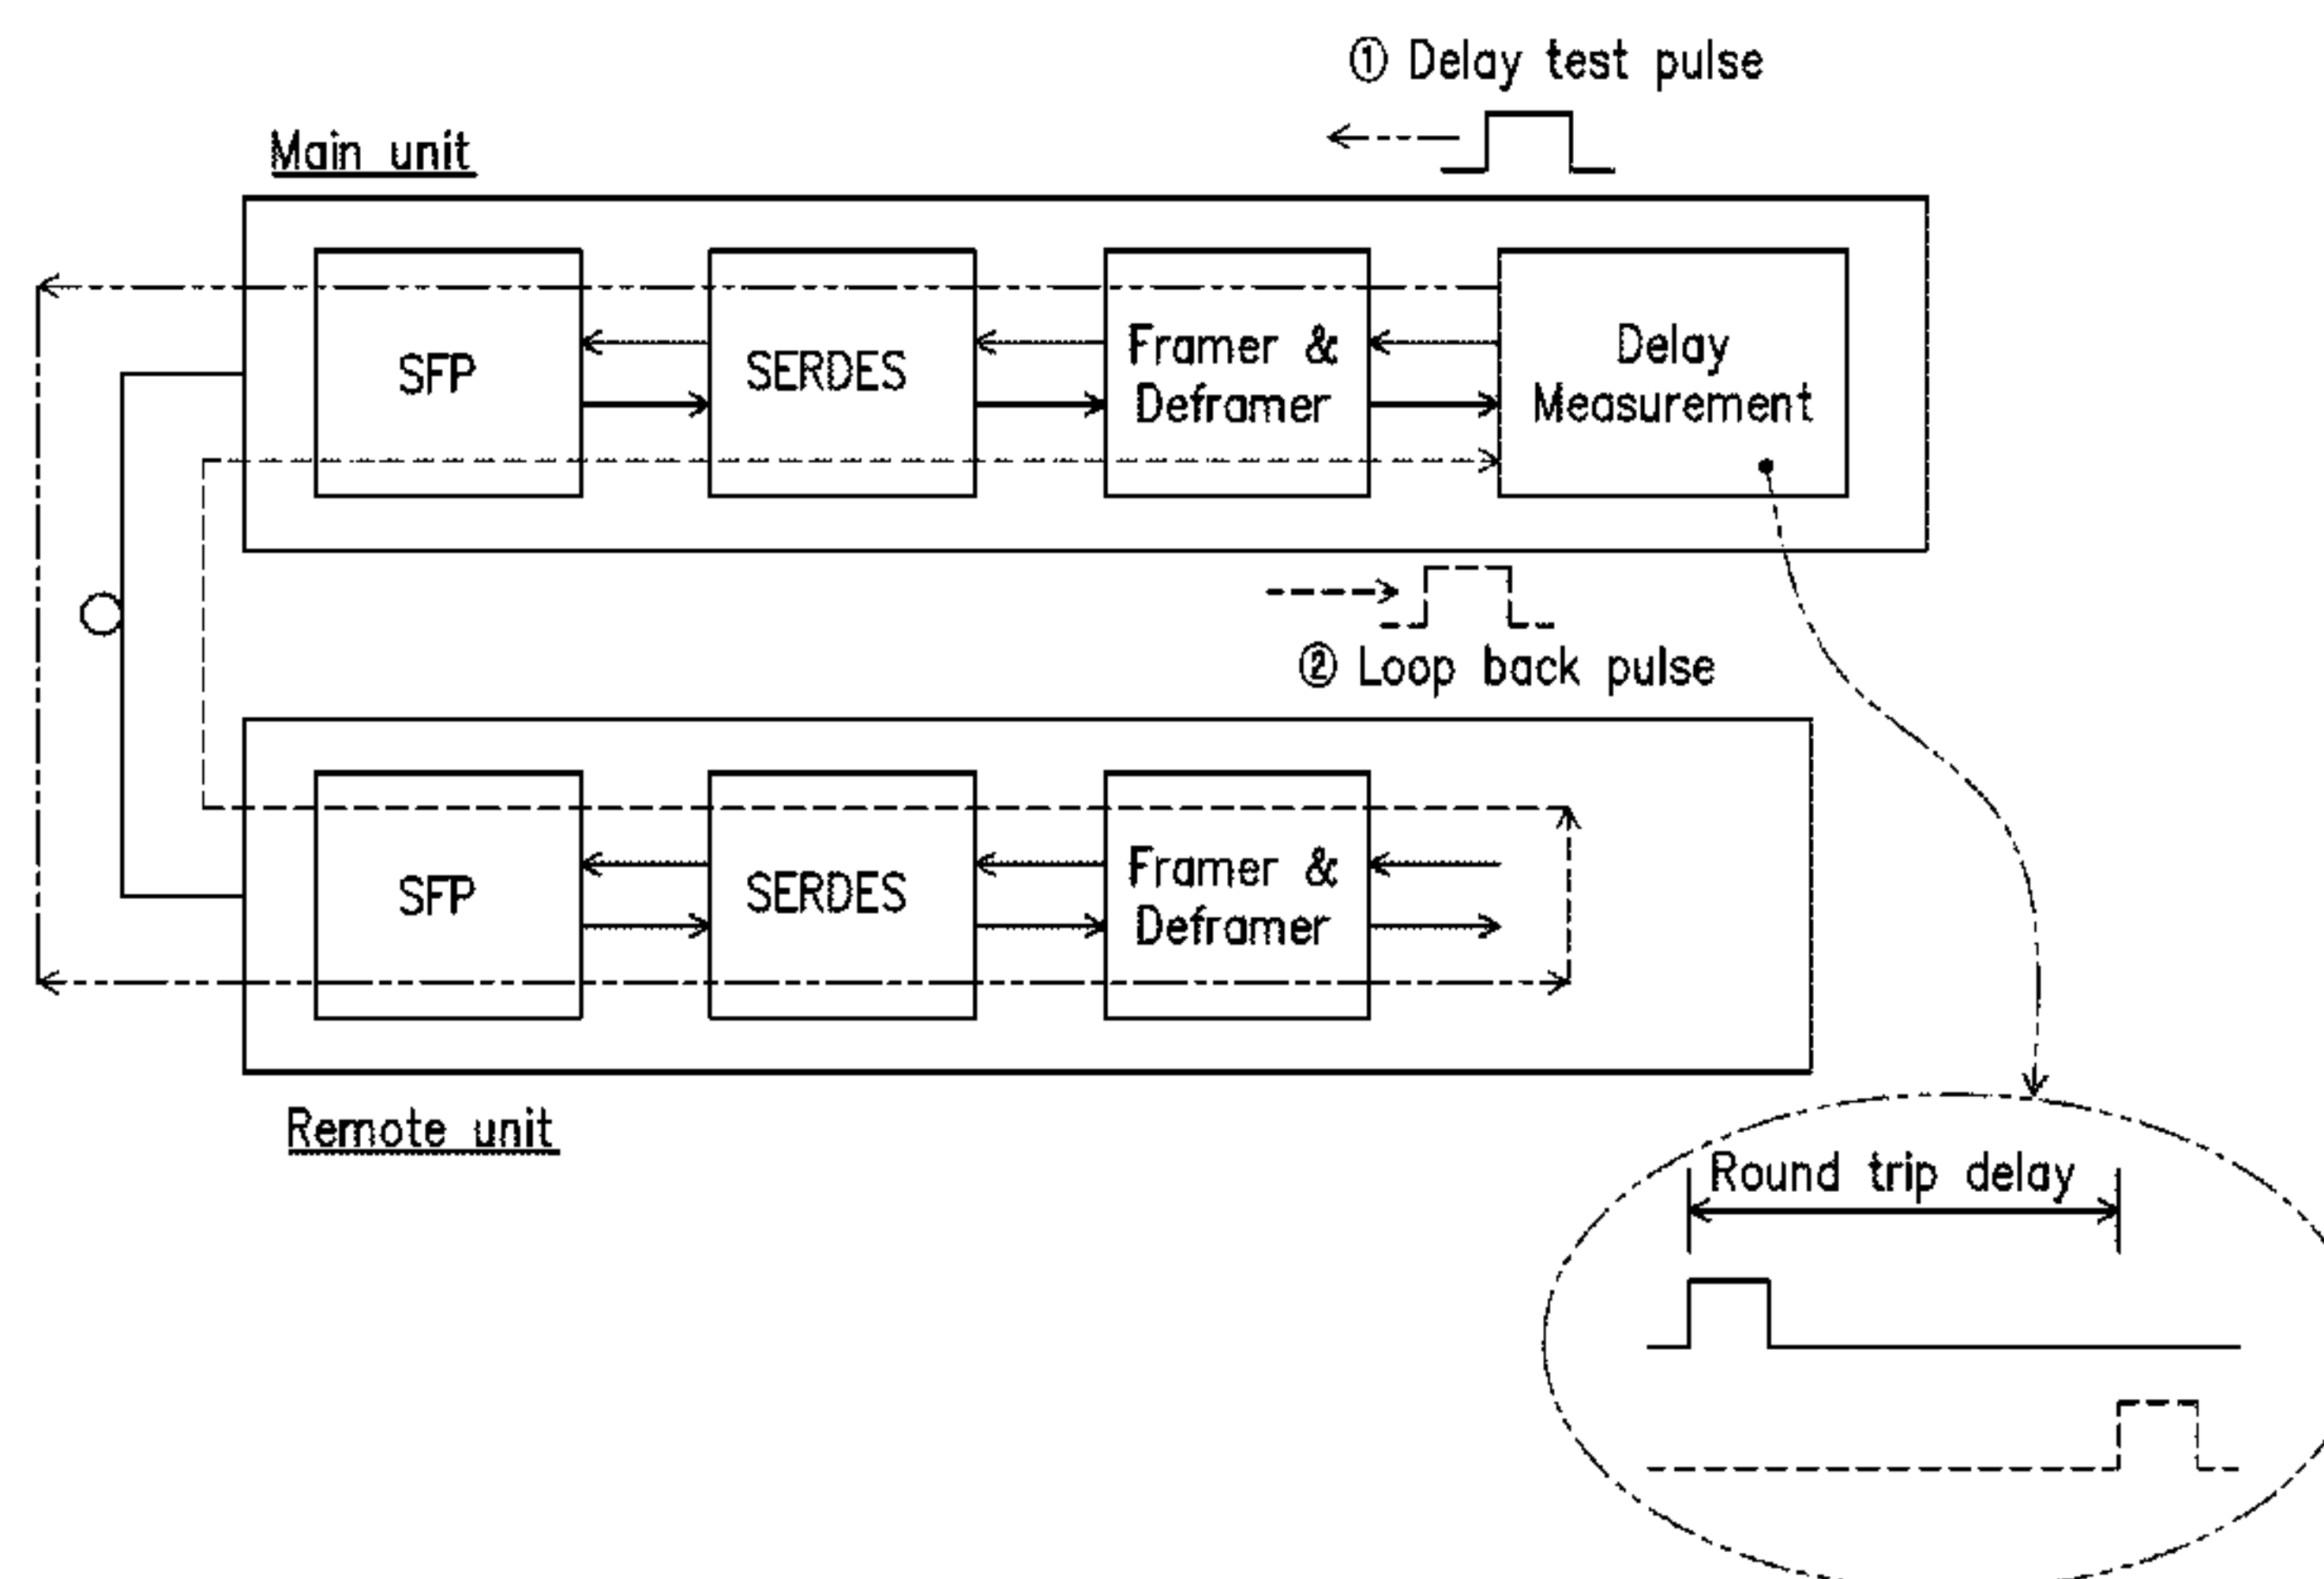 ① Delay test pulse
Main unit
SFP
SERDES
Framer &
Deframer
Delay
Measurement
② Loop back pulse
SFP
SERDES
Framer &
Deframer
Remote unit
Round trip delay